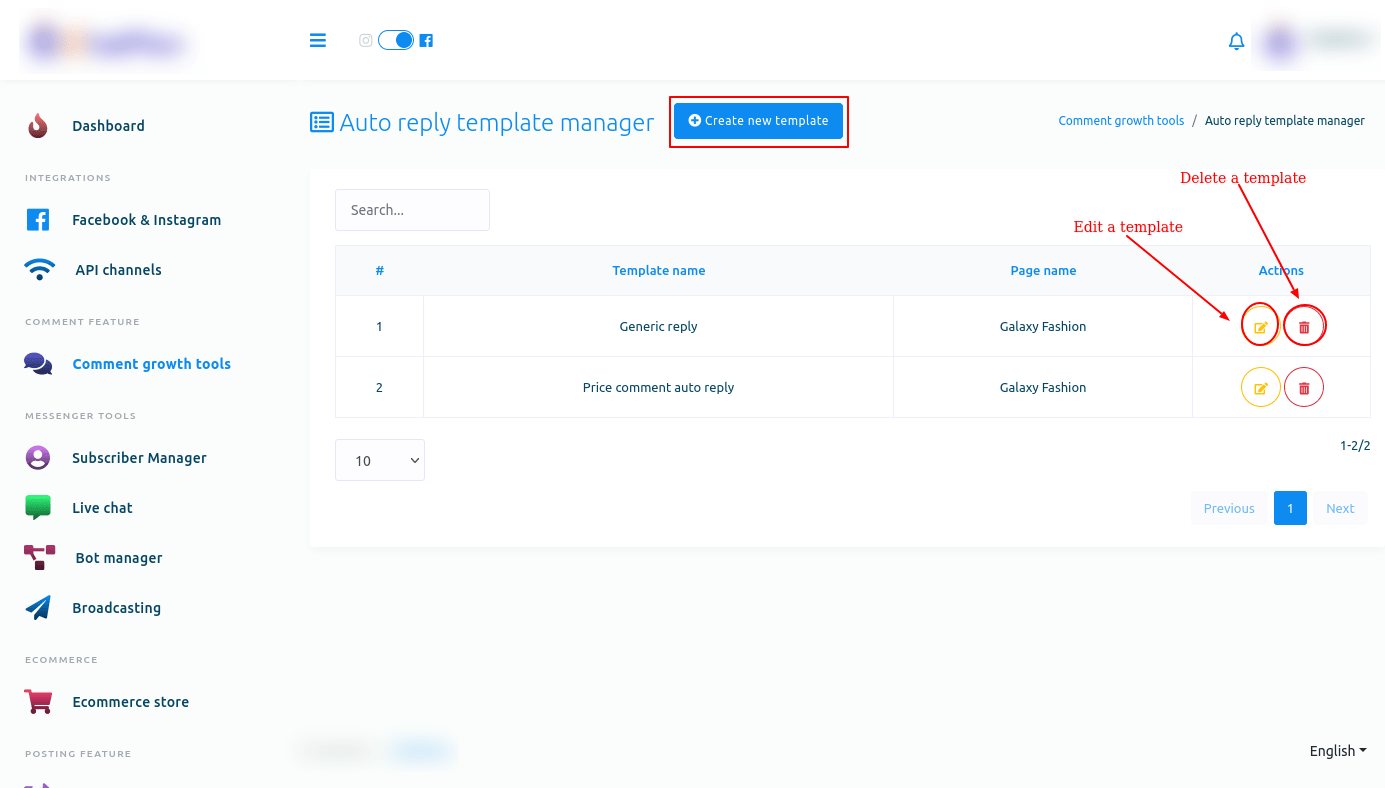 Auto reply template manager
Create new template
Comment growth tools / Auto reply template manager
Dashboard
INTEGRATIONS
Facebook & Instagram
API channels
COMMENT FEATURE
Comment growth tools
MESSENGER TOOLS
Subscriber Manager
Live chat
Bot manager
Broadcasting
ECOMMERCE
Ecommerce store
POSTING FEATURE
Delete a template
Search...
Edit a template
# Template name Page name Actions
1 Generic reply Galaxy Fashion
2 Price comment auto reply Galaxy Fashion
10
1-2/2
Previous 1 Next
English